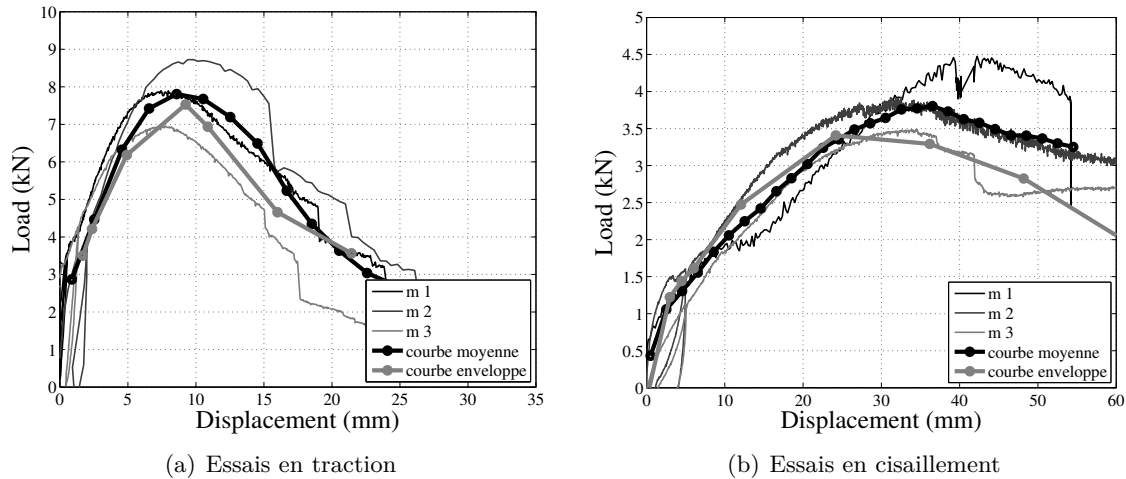 10
9
8
7
6
5
4
3
2
1
0
Load (kN)
0 5 10 15 20 25 30 35
Displacement (mm)
m 1
m 2
m 3
courbe moyenne
courbe enveloppe
(a) Essais en traction
5
4.5
4
3.5
3
2.5
2
1.5
1
0.5
0
Load (kN)
0 10 20 30 40 50 60
Displacement (mm)
m 1
m 2
m 3
courbe moyenne
courbe enveloppe
(b) Essais en cisaillement